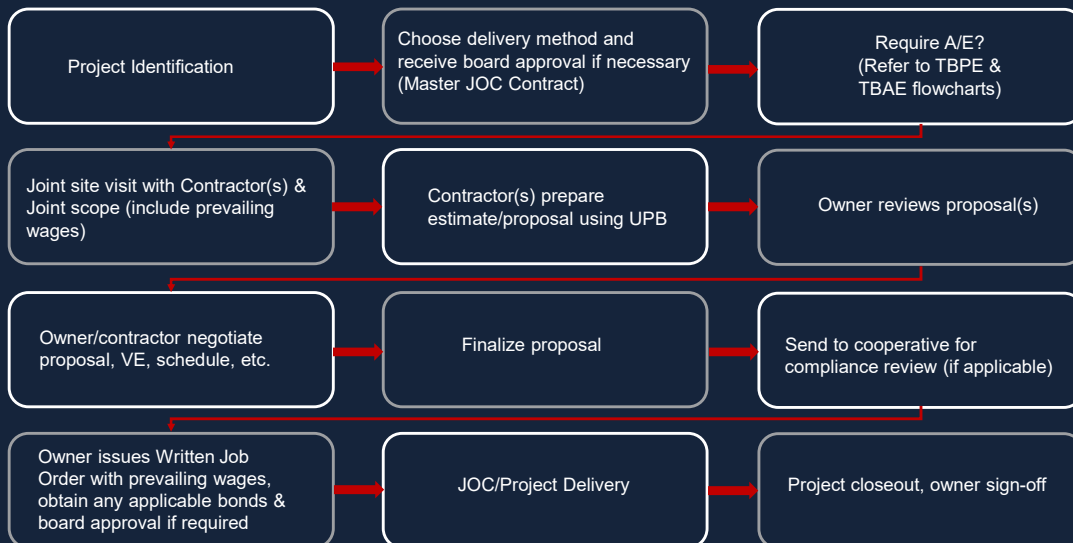 Project Identification
Choose delivery method and
receive board approval if necessary
(Master JOC Contract)
Require A/E?
(Refer to TBPE &
TBAE flowcharts)
Joint site visit with Contractor(s) &
Joint scope (include prevailing
wages)
Contractor(s) prepare
estimate/proposal using UPB
Owner reviews proposal(s)
Owner/contractor negotiate
proposal, VE, schedule, etc.
Finalize proposal
Send to cooperative for
compliance review (if applicable)
Owner issues Written Job
Order with prevailing wages,
obtain any applicable bonds &
board approval if required
JOC/Project Delivery
Project closeout, owner sign-off